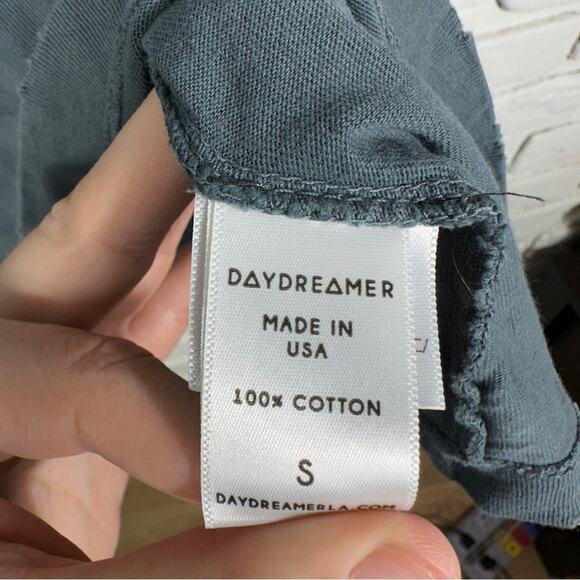 DAYDREAMER
MADE IN
USA
100% COTTON
S
DAYDREAMERLA.COM